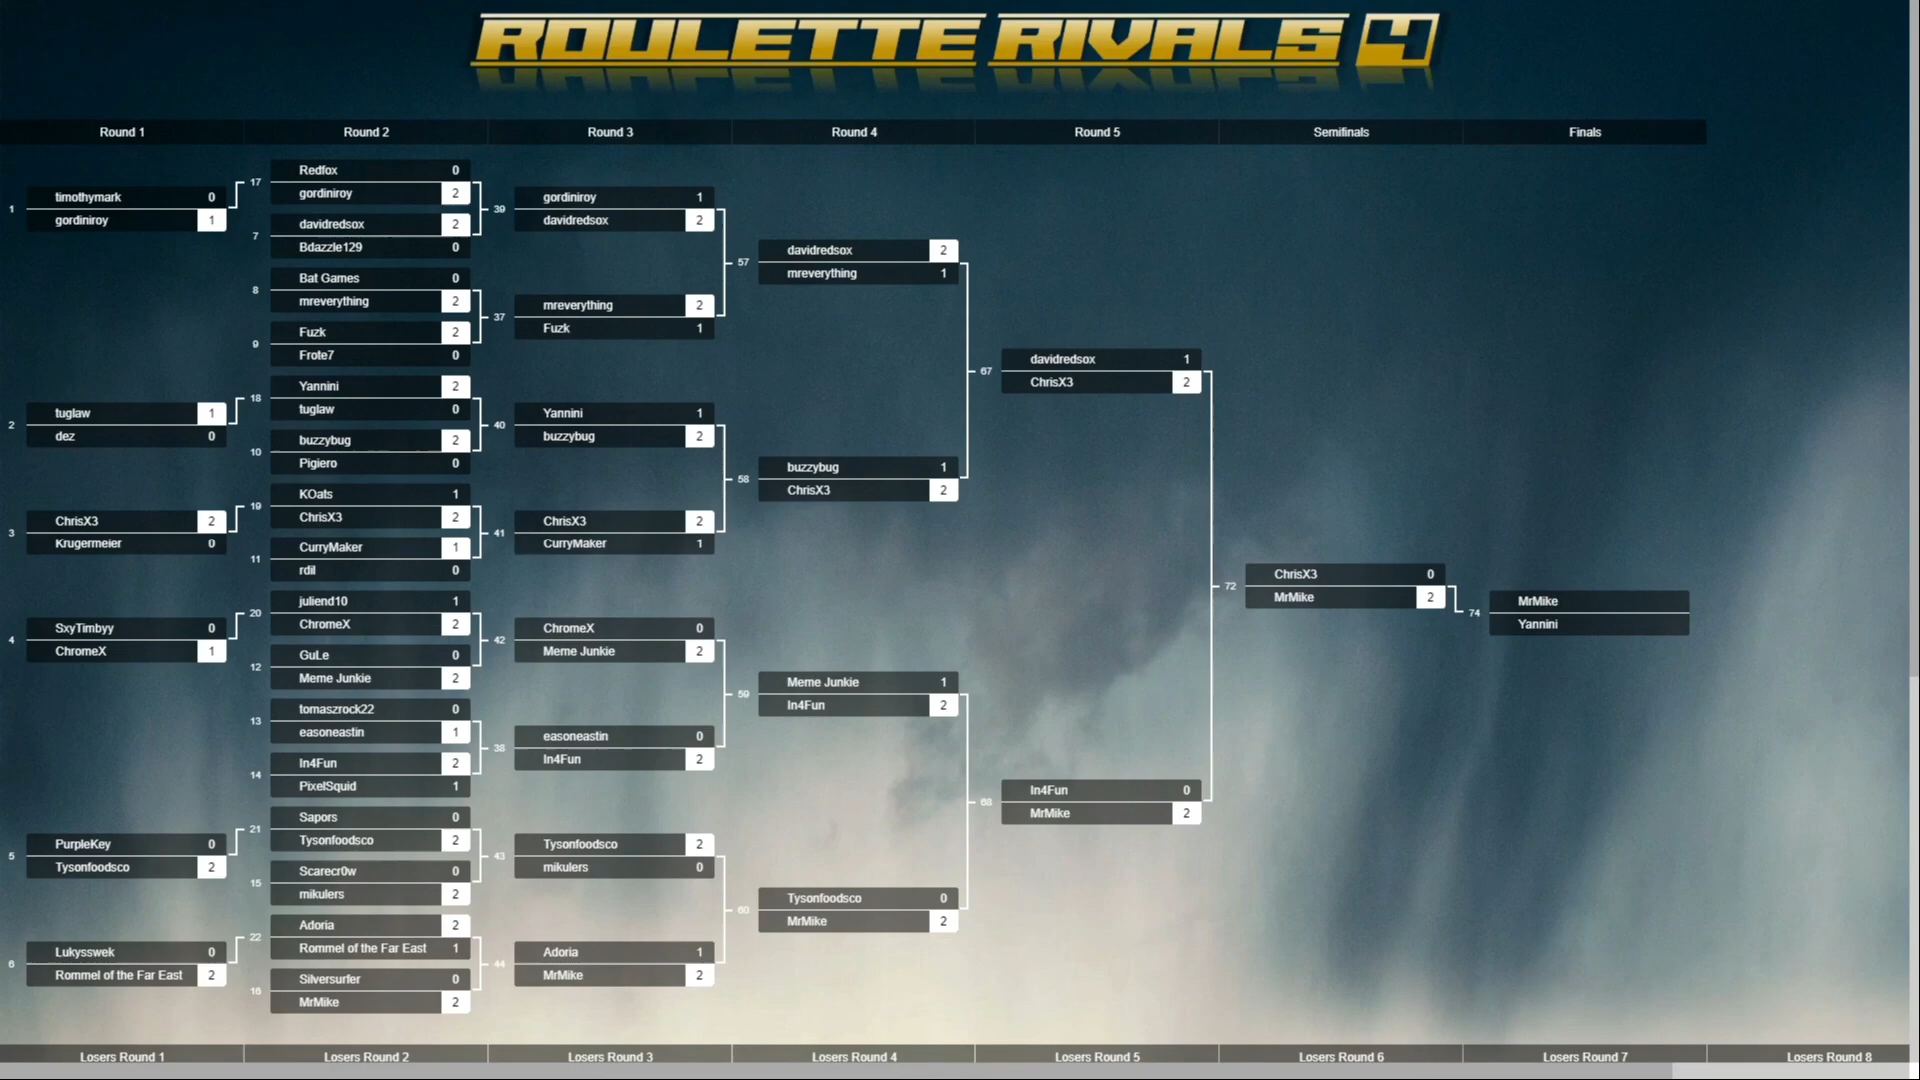 ROULETTE RIVALS 4
Round 1
Round 2
Round 3
Round 4
Round 5
Semifinals
Finals
1
timothymark 0
gordiniroy 1
2
tuglaw 1
dez 0
3
ChrisX3 2
Krugermeier 0
4
SxyTimbyy 0
ChromeX 1
5
PurpleKey 0
Tysonfoodsco 2
6
Lukysswek 0
Rommel of the Far East 2
17
Redfox 0
gordiniroy 2
7
davidredsox 2
Bdazzle129 0
8
Bat Games 0
mreverything 2
9
Fuzk 2
Frote7 0
18
Yannini 2
tuglaw 0
10
buzzybug 2
Pigiero 0
19
KOats 1
ChrisX3 2
11
CurryMaker 1
rdil 0
20
juliend10 1
ChromeX 2
12
GuLe 0
Meme Junkie 2
13
tomaszrock22 0
easoneastin 1
14
In4Fun 2
PixelSquid 1
21
Sapors 0
Tysonfoodsco 2
15
Scarecr0w 0
mikulers 2
22
Adoria 2
Rommel of the Far East 1
16
Silversurfer 0
MrMike 2
39
gordiniroy 1
davidredsox 2
37
mreverything 2
Fuzk 1
40
Yannini 1
buzzybug 2
41
ChrisX3 2
CurryMaker 1
42
ChromeX 0
Meme Junkie 2
38
easoneastin 0
In4Fun 2
43
Tysonfoodsco 2
mikulers 0
44
Adoria 1
MrMike 2
57
davidredsox 2
mreverything 1
58
buzzybug 1
ChrisX3 2
59
Meme Junkie 1
In4Fun 2
60
Tysonfoodsco 0
MrMike 2
67
davidredsox 1
ChrisX3 2
68
In4Fun 0
MrMike 2
72
ChrisX3 0
MrMike 2
74
MrMike
Yannini
Losers Round 1
Losers Round 2
Losers Round 3
Losers Round 4
Losers Round 5
Losers Round 6
Losers Round 7
Losers Round 8